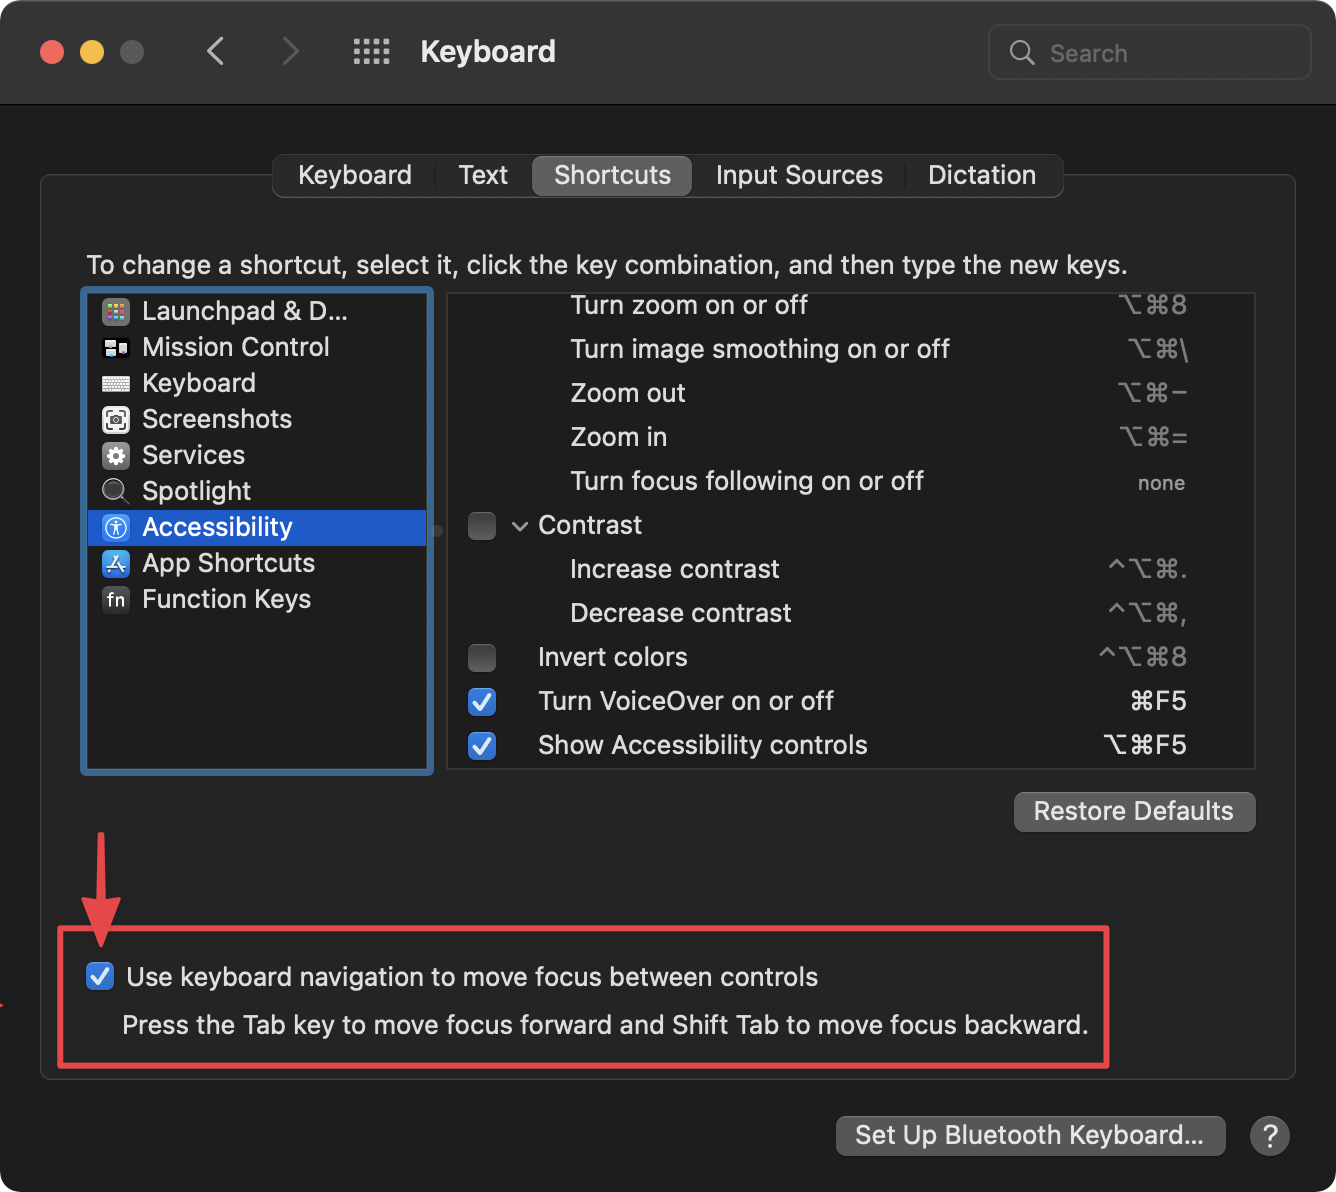 Keyboard
Search
Keyboard Text Shortcuts Input Sources Dictation
To change a shortcut, select it, click the key combination, and then type the new keys.
Launchpad & D...
Mission Control
Keyboard
Screenshots
Services
Spotlight
Accessibility
App Shortcuts
fn Function Keys
Turn zoom on or off ⌥⌘8
Turn image smoothing on or off ⌥⌘\
Zoom out ⌥⌘−
Zoom in ⌥⌘=
Turn focus following on or off none
Contrast
Increase contrast ^⌥⌘.
Decrease contrast ^⌥⌘,
Invert colors ^⌥⌘8
Turn VoiceOver on or off ⌘F5
Show Accessibility controls ⌥⌘F5
Restore Defaults
Use keyboard navigation to move focus between controls
Press the Tab key to move focus forward and Shift Tab to move focus backward.
Set Up Bluetooth Keyboard... ?